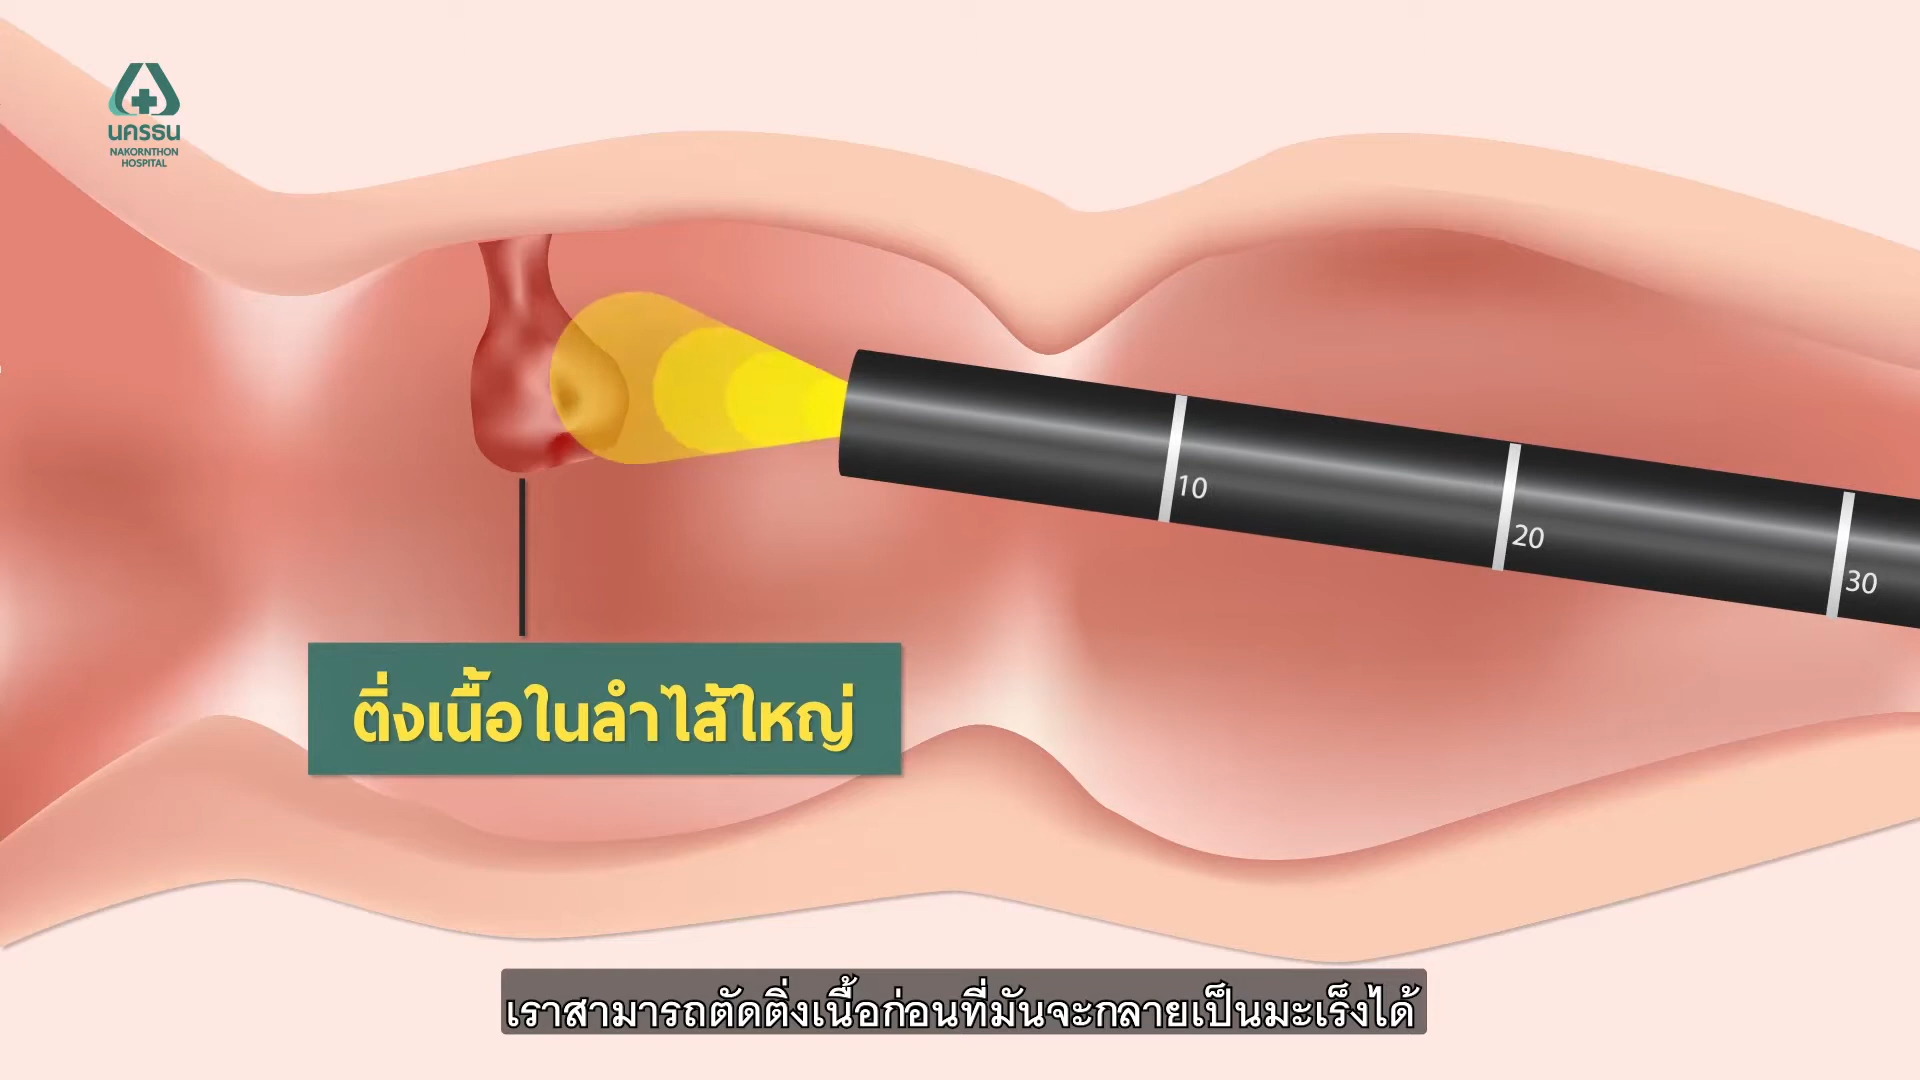 นครธน
NAKORNTHON
HOSPITAL
10
20
30
ติ่งเนื้อในลำไส้ใหญ่
เราสามารถตัดติ่งเนื้อก่อนที่มันจะกลายเป็นมะเร็งได้